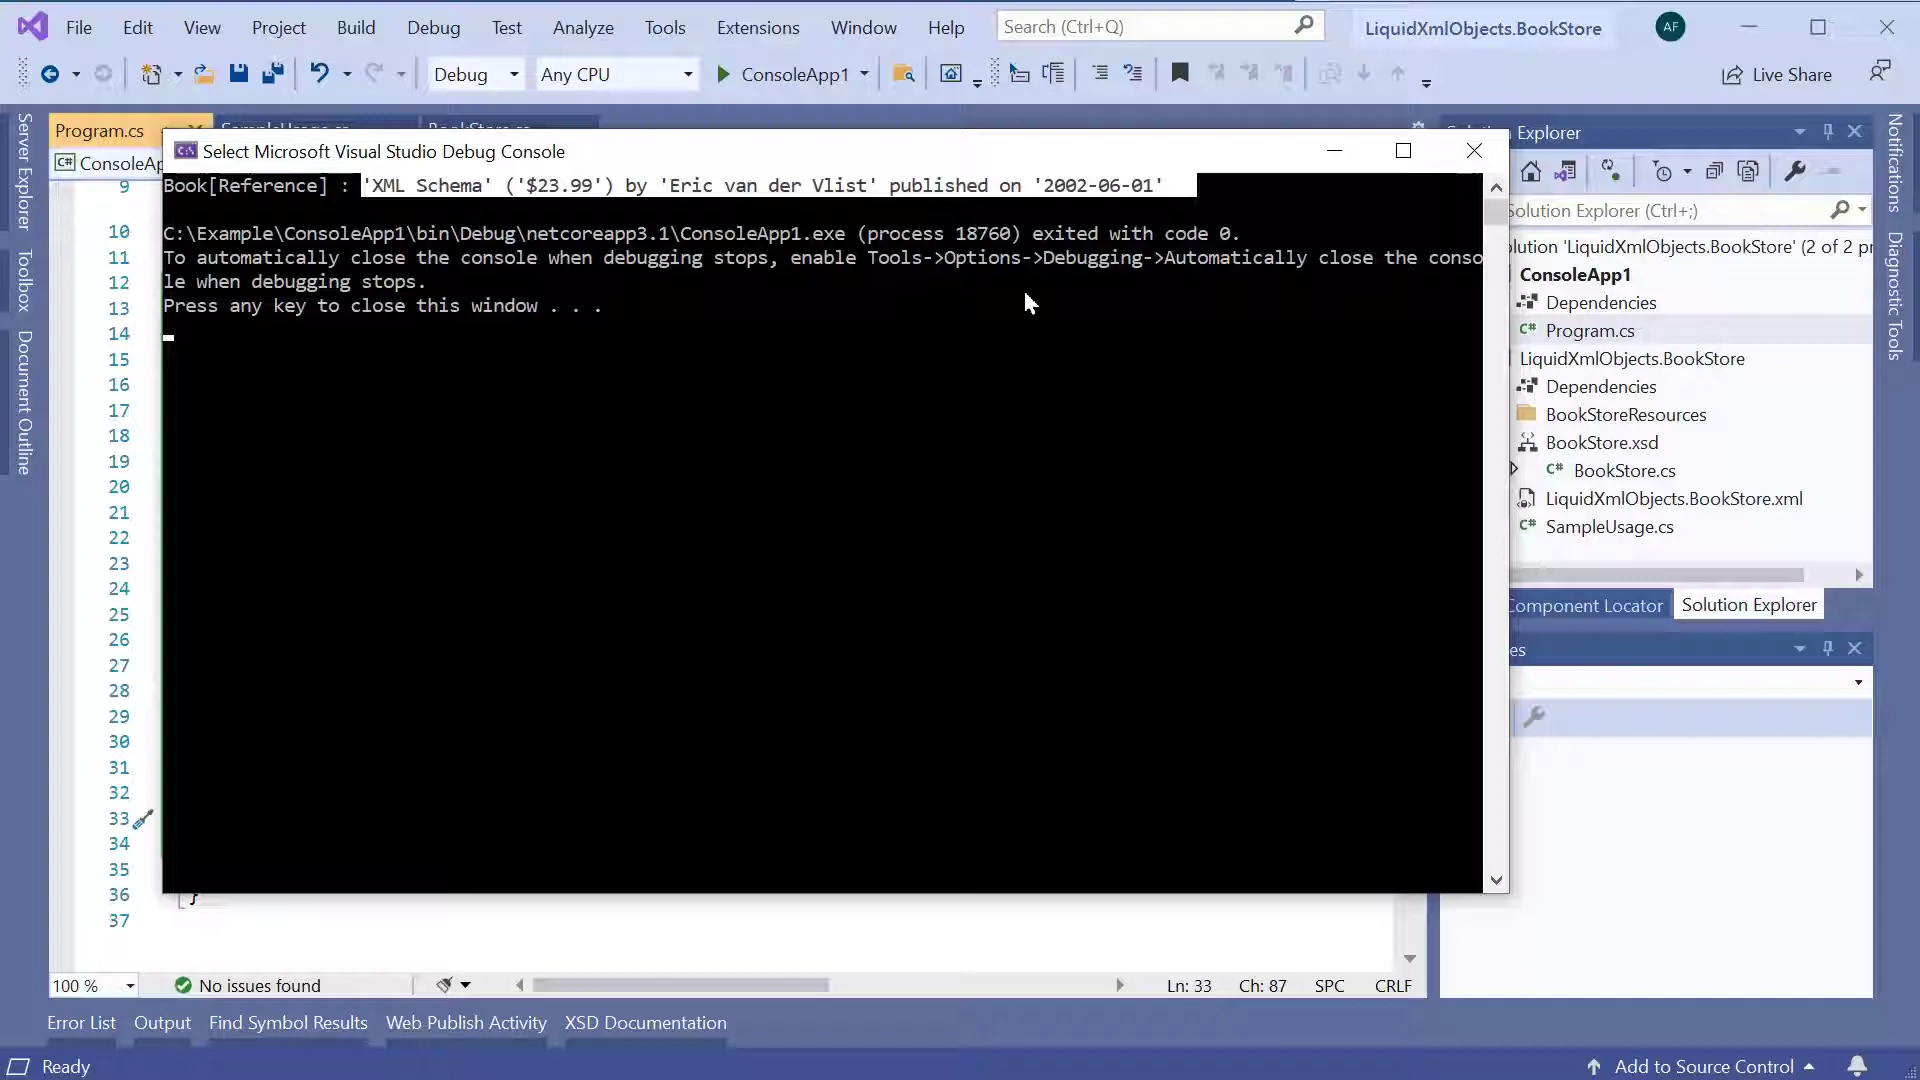 File Edit View Project Build Debug Test Analyze Tools Extensions Window Help Search (Ctrl+Q) LiquidXmlObjects.BookStore AF
Debug Any CPU ConsoleApp1 Live Share
Program.cs
ConsoleAp
Select Microsoft Visual Studio Debug Console
Book[Reference] : 'XML Schema' ('$23.99') by 'Eric van der Vlist' published on '2002-06-01'
C:\Example\ConsoleApp1\bin\Debug\netcoreapp3.1\ConsoleApp1.exe (process 18760) exited with code 0.
To automatically close the console when debugging stops, enable Tools->Options->Debugging->Automatically close the conso
le when debugging stops.
Press any key to close this window . . .
9
10
11
12
13
14
15
16
17
18
19
20
21
22
23
24
25
26
27
28
29
30
31
32
33
34
35
36 }
37
Server Explorer
Toolbox
Document Outline
Explorer
Solution Explorer (Ctrl+;)
lution 'LiquidXmlObjects.BookStore' (2 of 2 pr
ConsoleApp1
Dependencies
C# Program.cs
LiquidXmlObjects.BookStore
Dependencies
BookStoreResources
BookStore.xsd
C# BookStore.cs
LiquidXmlObjects.BookStore.xml
C# SampleUsage.cs
Component Locator Solution Explorer
es
Notifications
Diagnostic Tools
100 % No issues found Ln: 33 Ch: 87 SPC CRLF
Error List Output Find Symbol Results Web Publish Activity XSD Documentation
Ready Add to Source Control